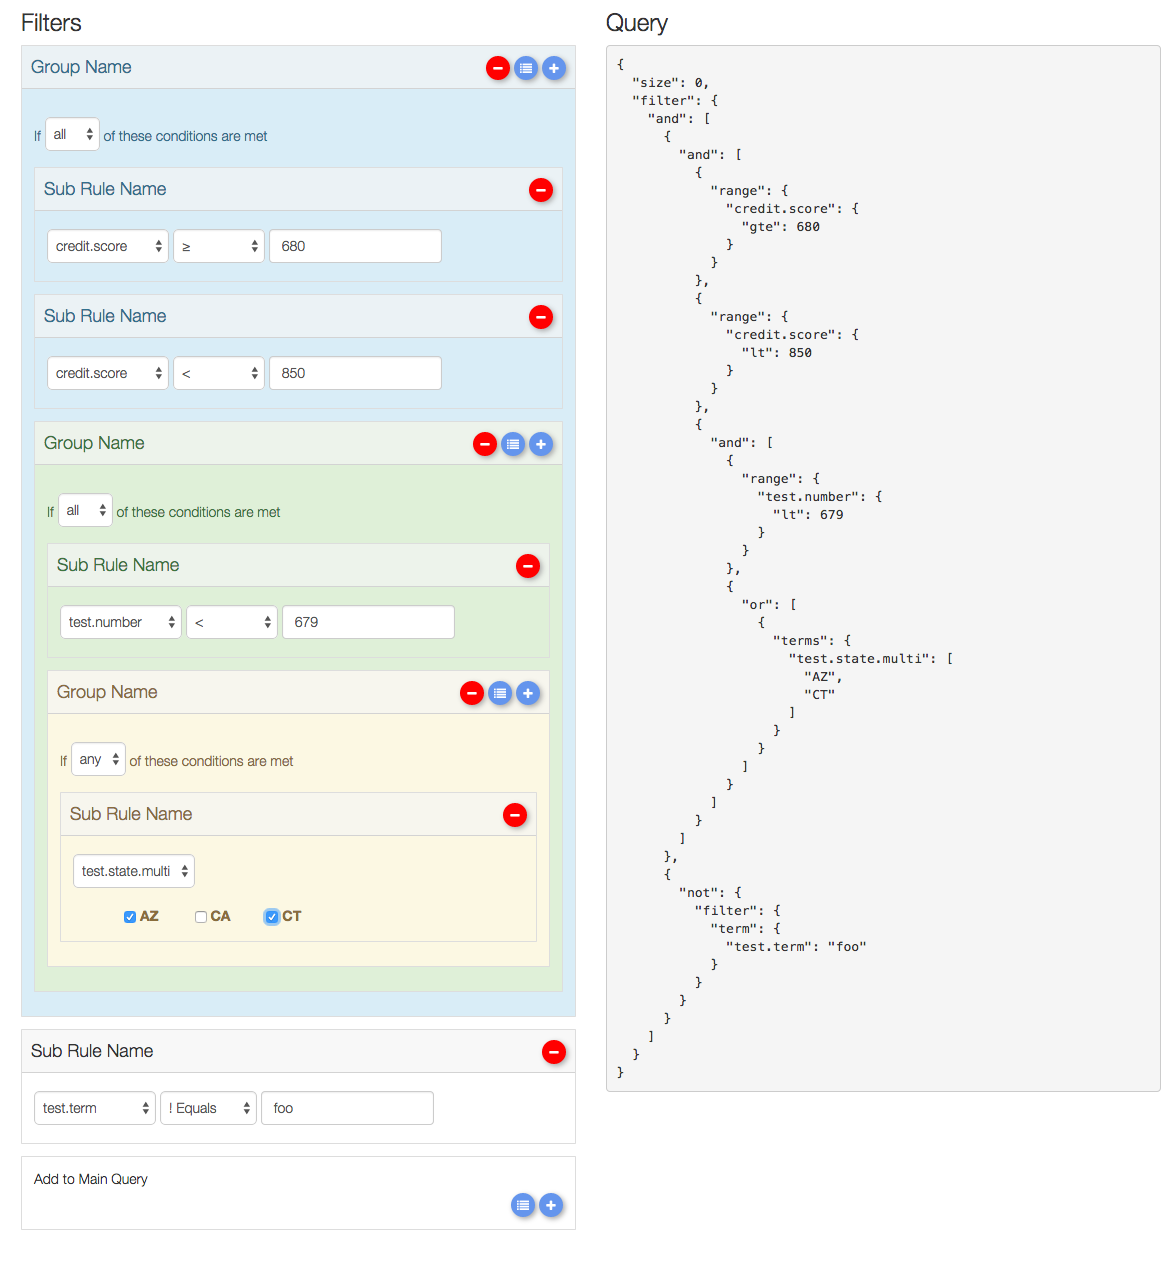 Filters
Group Name
If all of these conditions are met
Sub Rule Name
credit.score ≥ 680
Sub Rule Name
credit.score < 850
Group Name
If all of these conditions are met
Sub Rule Name
test.number < 679
Group Name
If any of these conditions are met
Sub Rule Name
test.state.multi
AZ CA CT
Sub Rule Name
test.term ! Equals foo
Add to Main Query
Query
{
  "size": 0,
  "filter": {
    "and": [
      {
        "and": [
          {
            "range": {
              "credit.score": {
                "gte": 680
              }
            }
          },
          {
            "range": {
              "credit.score": {
                "lt": 850
              }
            }
          },
          {
            "and": [
              {
                "range": {
                  "test.number": {
                    "lt": 679
                  }
                }
              },
              {
                "or": [
                  {
                    "terms": {
                      "test.state.multi": [
                        "AZ",
                        "CT"
                      ]
                    }
                  }
                ]
              }
            ]
          }
        ]
      },
      {
        "not": {
          "filter": {
            "term": {
              "test.term": "foo"
            }
          }
        }
      }
    ]
  }
}